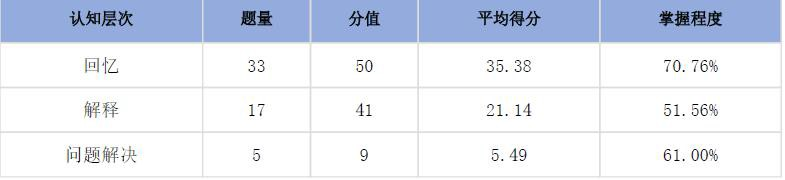 认知层次 题量 分值 平均得分 掌握程度
回忆 33 50 35.38 70.76%
解释 17 41 21.14 51.56%
问题解决 5 9 5.49 61.00%